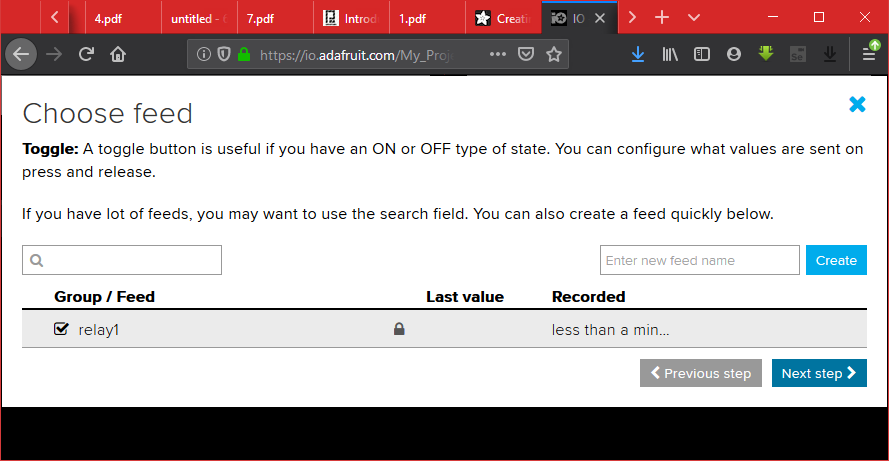 4.pdf
untitled - 
7.pdf
Introd
1.pdf
Creati
IO
https://io.adafruit.com/My_Proj
Choose feed
Toggle: A toggle button is useful if you have an ON or OFF type of state. You can configure what values are sent on
press and release.
If you have lot of feeds, you may want to use the search field. You can also create a feed quickly below.
Enter new feed name
Create
Group / Feed
Last value
Recorded
relay1
less than a min...
Previous step
Next step